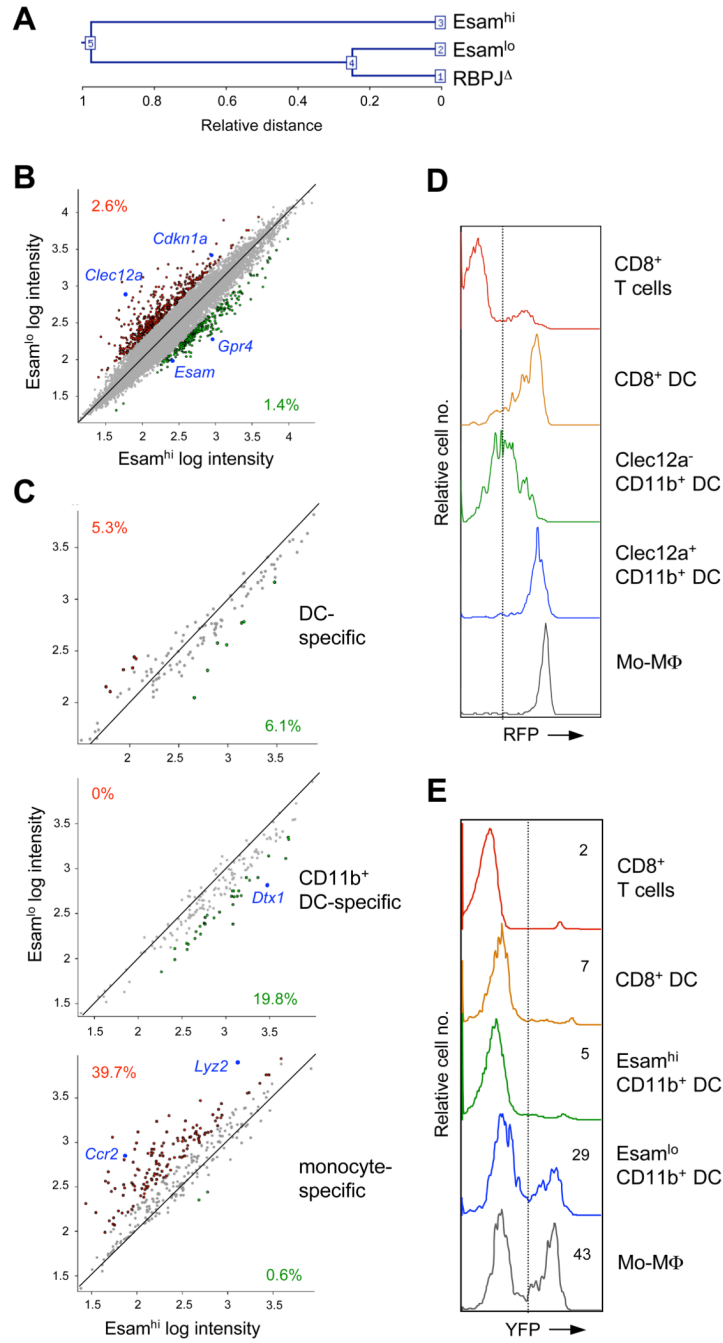 A
Esam^hi
3
Esam^lo
2
RBPJ^Δ
1
5
4
1 0.8 0.6 0.4 0.2 0
Relative distance
B
2.6%
Cdkn1a
Clec12a
Gpr4
Esam
1.4%
4
3.5
3
2.5
2
1.5
1.5 2 2.5 3 3.5 4
Esam^lo log intensity
Esam^hi log intensity
C
5.3%
6.1%
DC-
specific
3.5
3
2.5
2
2 2.5 3 3.5
0%
Dtx1
19.8%
CD11b⁺
DC-specific
3.5
3
2.5
2
1.5
1.5 2 2.5 3 3.5
Esam^lo log intensity
39.7%
Lyz2
Ccr2
0.6%
monocyte-
specific
3.5
3
2.5
2
1.5
1.5 2 2.5 3 3.5
Esam^hi log intensity
D
CD8⁺
T cells
CD8⁺ DC
Clec12a⁻
CD11b⁺ DC
Clec12a⁺
CD11b⁺ DC
Mo-MΦ
Relative cell no.
RFP
E
2
CD8⁺
T cells
7
CD8⁺ DC
5
Esam^hi
CD11b⁺ DC
29
Esam^lo
CD11b⁺ DC
43
Mo-MΦ
Relative cell no.
YFP